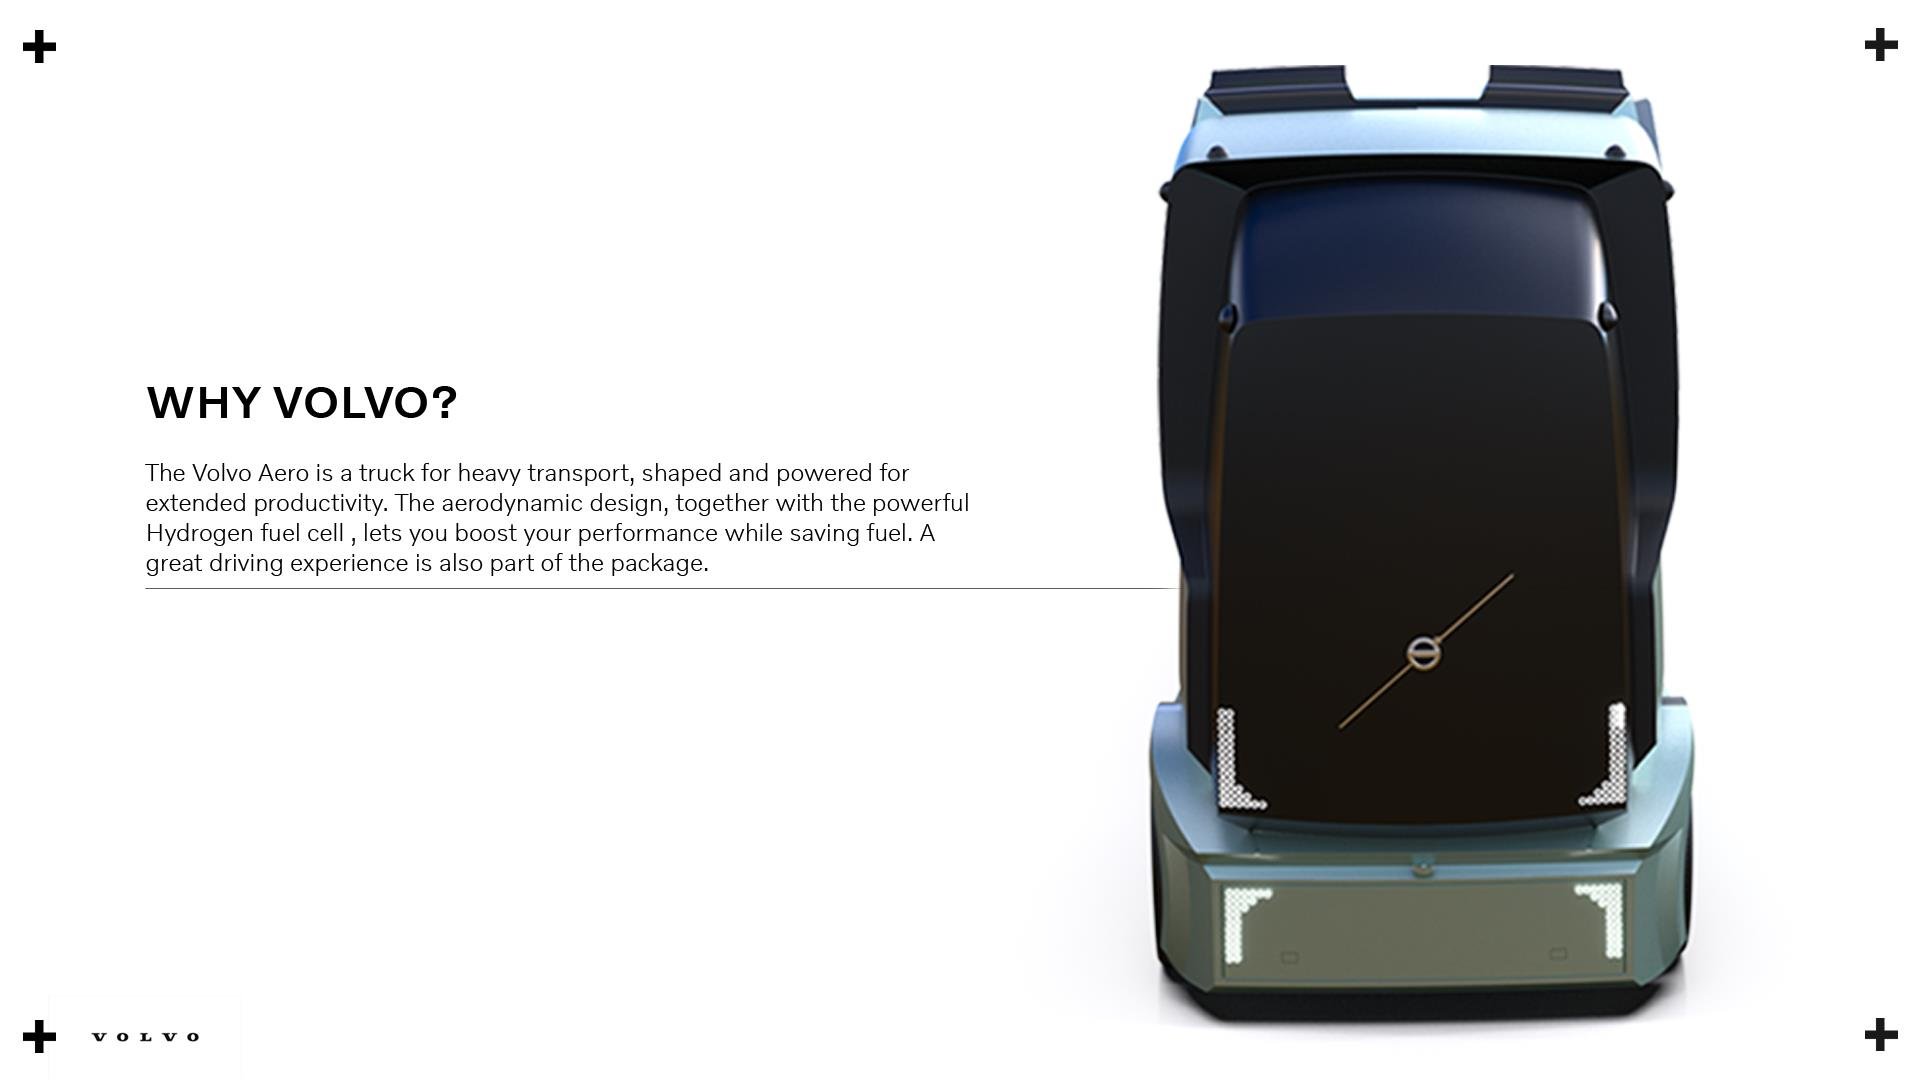 WHY VOLVO?
The Volvo Aero is a truck for heavy transport, shaped and powered for
extended productivity. The aerodynamic design, together with the powerful
Hydrogen fuel cell , lets you boost your performance while saving fuel. A
great driving experience is also part of the package.
VOLVO